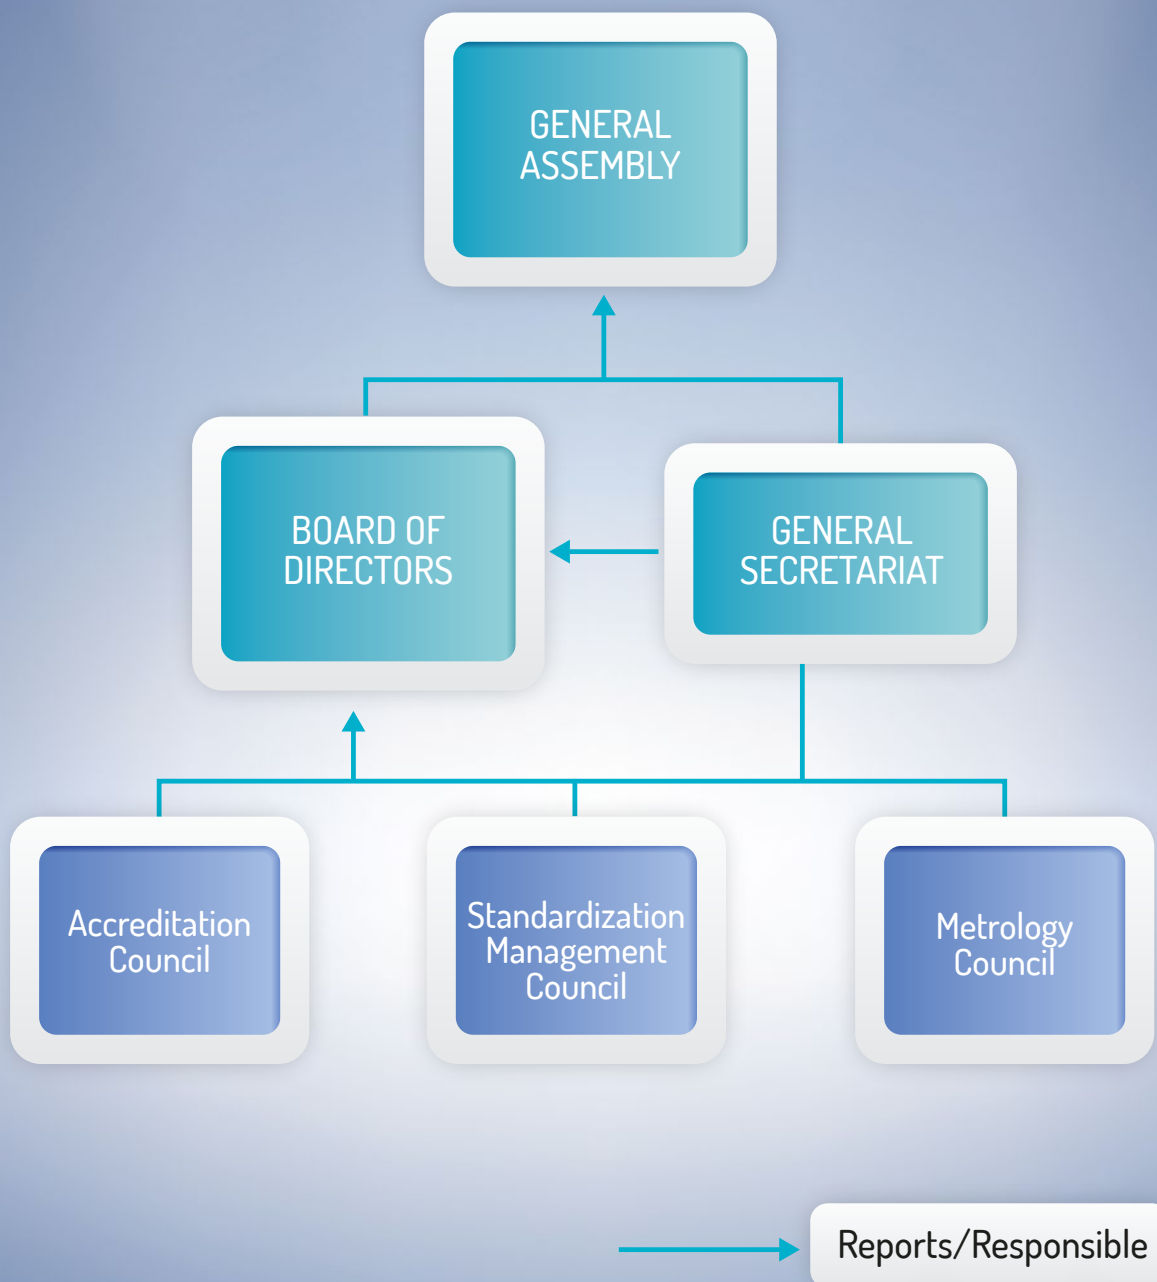 GENERAL
ASSEMBLY
BOARD OF
DIRECTORS
GENERAL
SECRETARIAT
Accreditation
Council
Standardization
Management
Council
Metrology
Council
Reports/Responsible